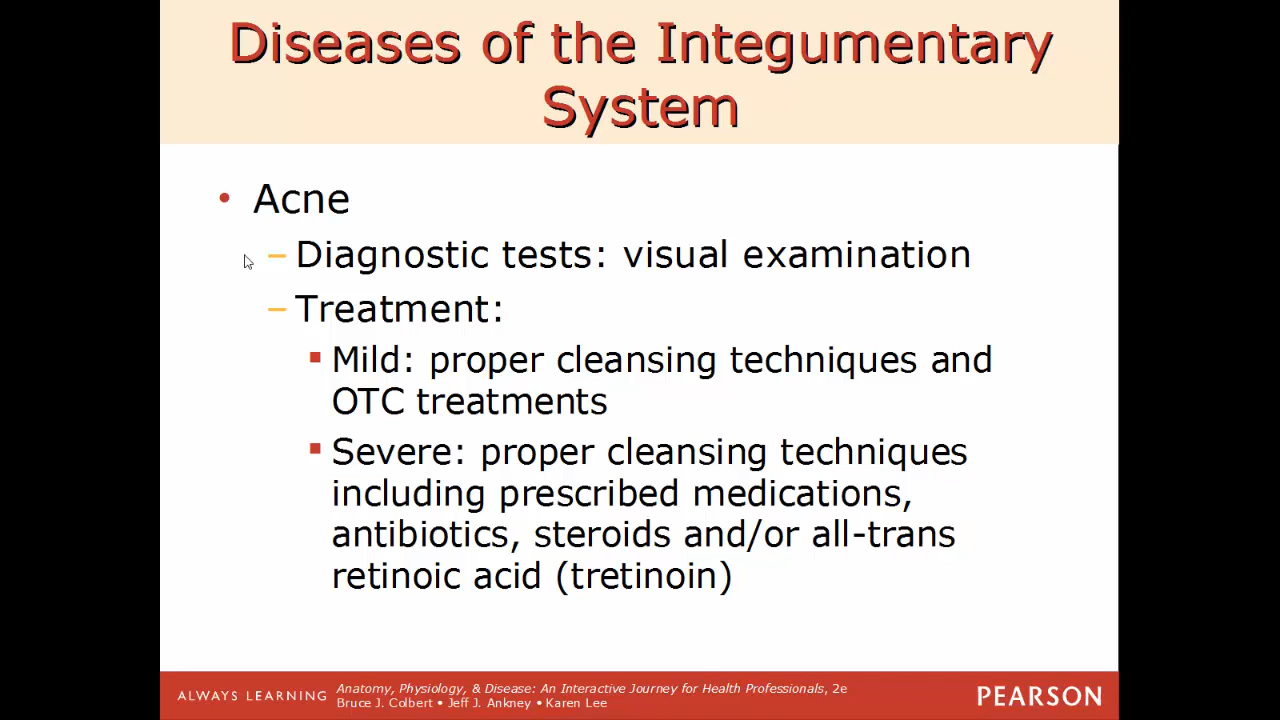 Diseases of the Integumentary
System
• Acne
– Diagnostic tests: visual examination
– Treatment:
▪ Mild: proper cleansing techniques and
OTC treatments
▪ Severe: proper cleansing techniques
including prescribed medications,
antibiotics, steroids and/or all-trans
retinoic acid (tretinoin)
ALWAYS LEARNING
Anatomy, Physiology, & Disease: An Interactive Journey for Health Professionals, 2e
Bruce J. Colbert • Jeff J. Ankney • Karen Lee
PEARSON